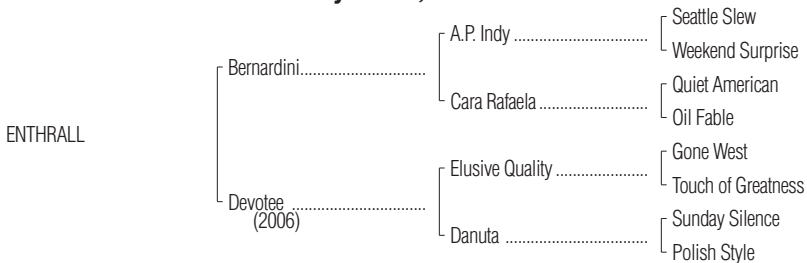 Seattle Slew
A.P. Indy
Weekend Surprise
Bernardini
Quiet American
Cara Rafaela
Oil Fable
ENTHRALL
Gone West
Elusive Quality
Touch of Greatness
Devotee
(2006)
Sunday Silence
Danuta
Polish Style